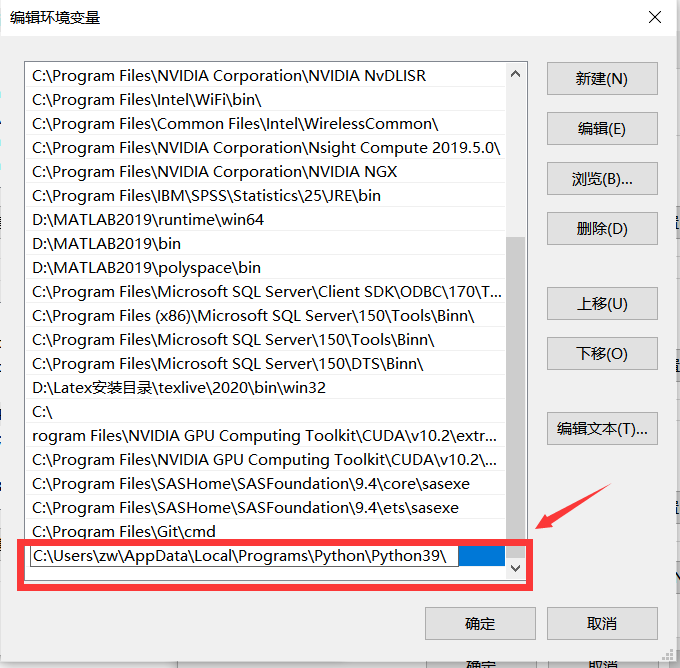 编辑环境变量
C:\Program Files\NVIDIA Corporation\NVIDIA NvDLISR
新建(N)
C:\Program Files\Intel\WiFi\bin\
C:\Program Files\Common Files\Intel\WirelessCommon\
编辑(E)
C:\Program Files\NVIDIA Corporation\Nsight Compute 2019.5.0\
C:\Program Files\NVIDIA Corporation\NVIDIA NGX
浏览(B)...
C:\Program Files\IBM\SPSS\Statistics\25\JRE\bin
D:\MATLAB2019\runtime\win64
删除(D)
D:\MATLAB2019\bin
D:\MATLAB2019\polyspace\bin
C:\Program Files\Microsoft SQL Server\Client SDK\ODBC\170\T...
上移(U)
C:\Program Files (x86)\Microsoft SQL Server\150\Tools\Binn\
C:\Program Files\Microsoft SQL Server\150\Tools\Binn\
下移(O)
C:\Program Files\Microsoft SQL Server\150\DTS\Binn\
D:\Latex安装目录\texlive\2020\bin\win32
C:\
编辑文本(T)...
rogram Files\NVIDIA GPU Computing Toolkit\CUDA\v10.2\extr...
C:\Program Files\NVIDIA GPU Computing Toolkit\CUDA\v10.2\...
C:\Program Files\SASHome\SASFoundation\9.4\core\sasexe
C:\Program Files\SASHome\SASFoundation\9.4\ets\sasexe
C:\Program Files\Git\cmd
C:\Users\zw\AppData\Local\Programs\Python\Python39\
确定
取消
确定
取消